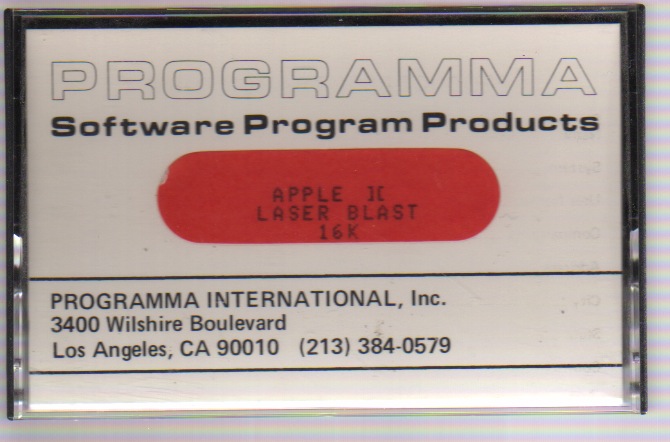 PROGRAMMA
Software Program Products
APPLE ][
LASER BLAST
16K
PROGRAMMA INTERNATIONAL, Inc.
3400 Wilshire Boulevard
Los Angeles, CA 90010 (213) 384-0579